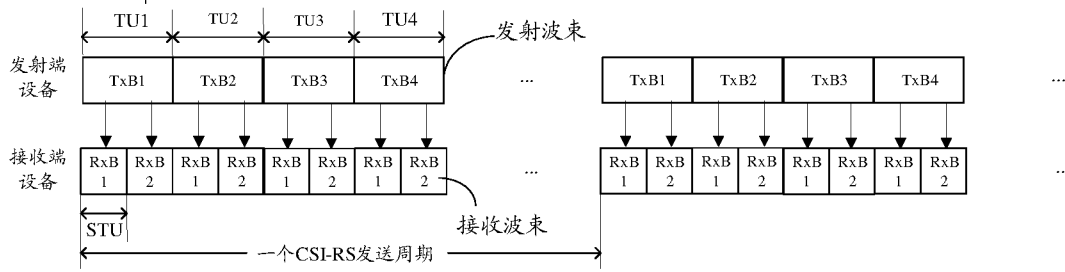 TU1 TU2 TU3 TU4
发射波束
发射端
设备
TxB1 TxB2 TxB3 TxB4 ... TxB1 TxB2 TxB3 TxB4 ...
接收端
设备
RxB 1 RxB 2 RxB 1 RxB 2 RxB 1 RxB 2 RxB 1 RxB 2 ... RxB 1 RxB 2 RxB 1 RxB 2 RxB 1 RxB 2 RxB 1 RxB 2 ..
STU
接收波束
一个CSI-RS发送周期